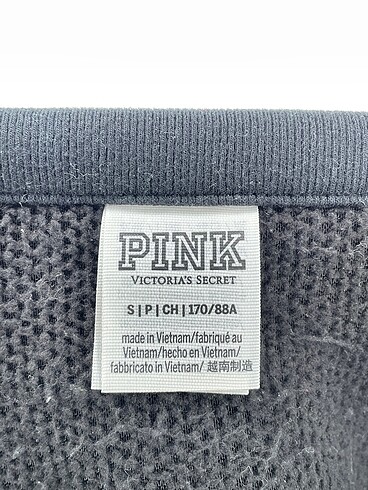 PINK
VICTORIA'S SECRET
S | P | CH | 170/88A
made in Vietnam/fabriqué au
Vietnam/hecho en Vietnam/
fabbricato in Vietnam/ 越南制造